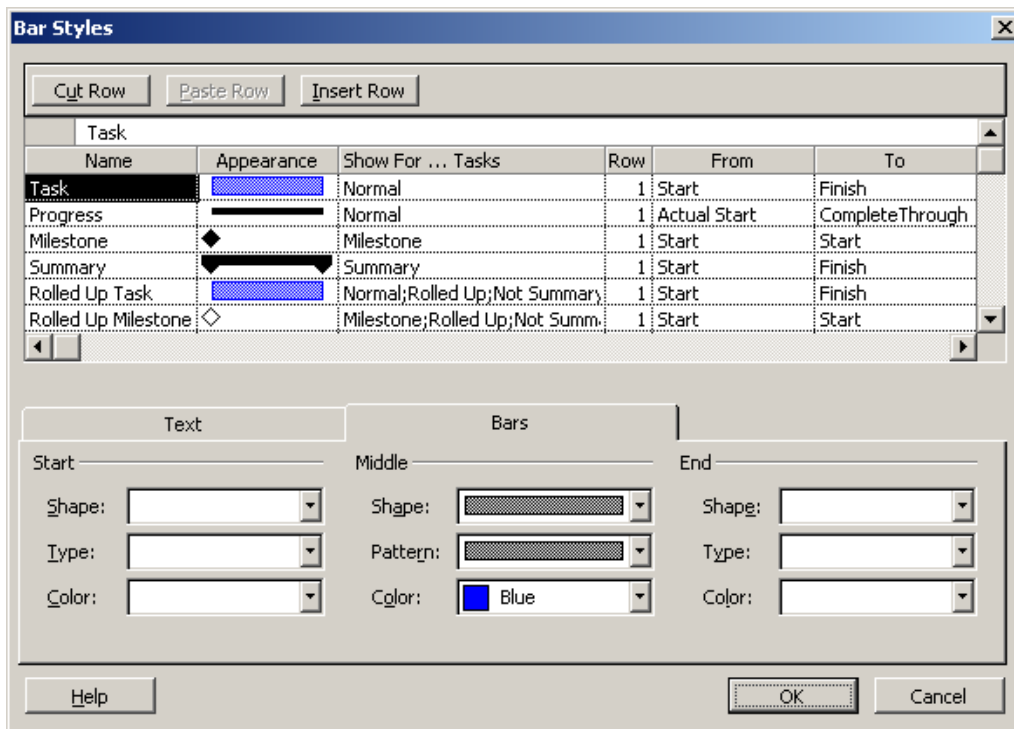 Bar Styles
Cut Row Paste Row Insert Row
Task
Name Appearance Show For ... Tasks Row From To
Task Normal 1 Start Finish
Progress Normal 1 Actual Start CompleteThrough
Milestone Milestone 1 Start Start
Summary Summary 1 Start Finish
Rolled Up Task Normal;Rolled Up;Not Summary 1 Start Finish
Rolled Up Milestone Milestone;Rolled Up;Not Summ 1 Start Start
Text Bars
Start Middle End
Shape: Shape: Shape:
Type: Pattern: Type:
Color: Color: Blue Color:
Help OK Cancel